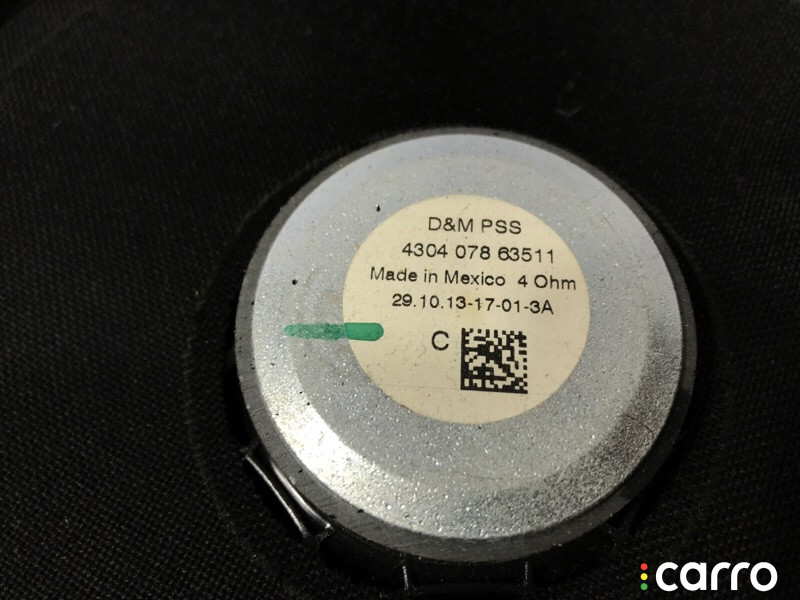 D&M PSS
4304 078 63511
Made in Mexico 4 Ohm
29.10.13-17-01-3A
C
carro